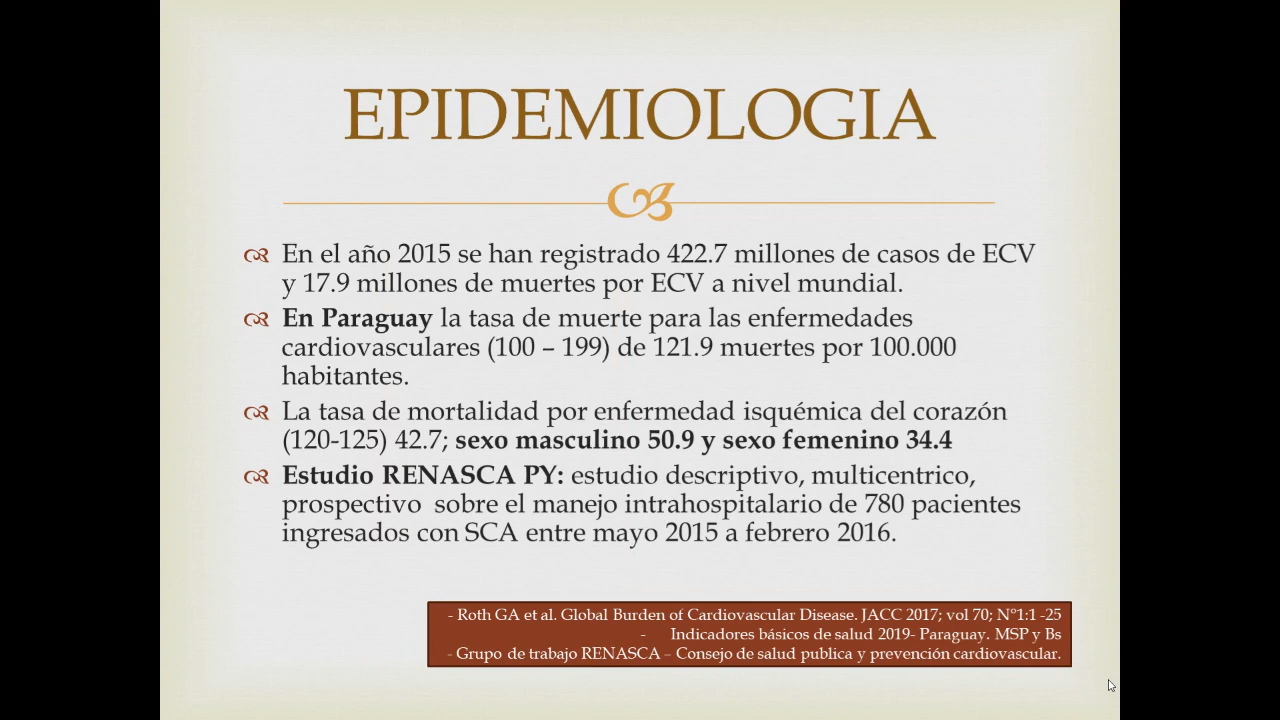 EPIDEMIOLOGIA
En el año 2015 se han registrado 422.7 millones de casos de ECV
y 17.9 millones de muertes por ECV a nivel mundial.
En Paraguay la tasa de muerte para las enfermedades
cardiovasculares (100 – 199) de 121.9 muertes por 100.000
habitantes.
La tasa de mortalidad por enfermedad isquémica del corazón
(120-125) 42.7; sexo masculino 50.9 y sexo femenino 34.4
Estudio RENASCA PY: estudio descriptivo, multicentrico,
prospectivo  sobre el manejo intrahospitalario de 780 pacientes
ingresados con SCA entre mayo 2015 a febrero 2016.
- Roth GA et al. Global Burden of Cardiovascular Disease. JACC 2017; vol 70; N°1:1 -25
- Indicadores básicos de salud 2019- Paraguay. MSP y Bs
- Grupo de trabajo RENASCA – Consejo de salud publica y prevención cardiovascular.